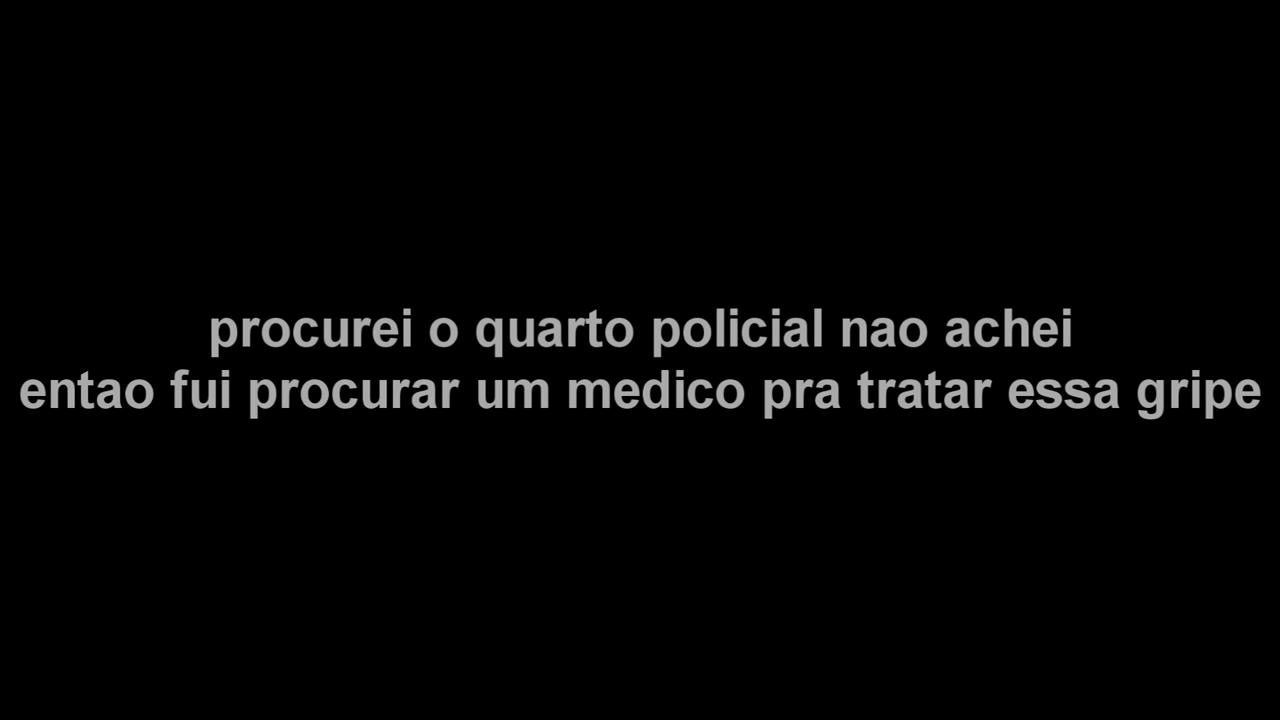 procurei o quarto policial nao achei
entao fui procurar um medico pra tratar essa gripe